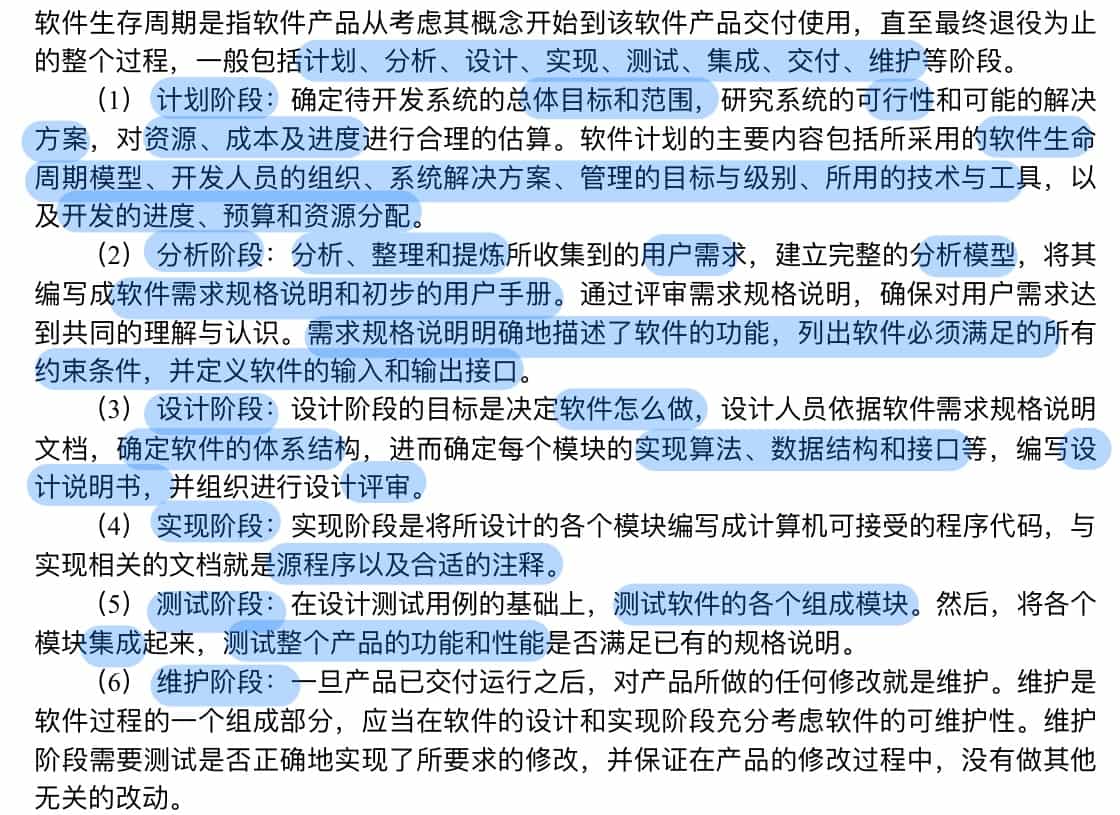 软件生存周期是指软件产品从考虑其概念开始到该软件产品交付使用，直至最终退役为止
的整个过程，一般包括计划、分析、设计、实现、测试、集成、交付、维护等阶段。
（1）计划阶段：确定待开发系统的总体目标和范围，研究系统的可行性和可能的解决
方案，对资源、成本及进度进行合理的估算。软件计划的主要内容包括所采用的软件生命
周期模型、开发人员的组织、系统解决方案、管理的目标与级别、所用的技术与工具，以
及开发的进度、预算和资源分配。
（2）分析阶段：分析、整理和提炼所收集到的用户需求，建立完整的分析模型，将其
编写成软件需求规格说明和初步的用户手册。通过评审需求规格说明，确保对用户需求达
到共同的理解与认识。需求规格说明明确地描述了软件的功能，列出软件必须满足的所有
约束条件，并定义软件的输入和输出接口。
（3）设计阶段：设计阶段的目标是决定软件怎么做，设计人员依据软件需求规格说明
文档，确定软件的体系结构，进而确定每个模块的实现算法、数据结构和接口等，编写设
计说明书，并组织进行设计评审。
（4）实现阶段：实现阶段是将所设计的各个模块编写成计算机可接受的程序代码，与
实现相关的文档就是源程序以及合适的注释。
（5）测试阶段：在设计测试用例的基础上，测试软件的各个组成模块。然后，将各个
模块集成起来，测试整个产品的功能和性能是否满足已有的规格说明。
（6）维护阶段：一旦产品已交付运行之后，对产品所做的任何修改就是维护。维护是
软件过程的一个组成部分，应当在软件的设计和实现阶段充分考虑软件的可维护性。维护
阶段需要测试是否正确地实现了所要求的修改，并保证在产品的修改过程中，没有做其他
无关的改动。